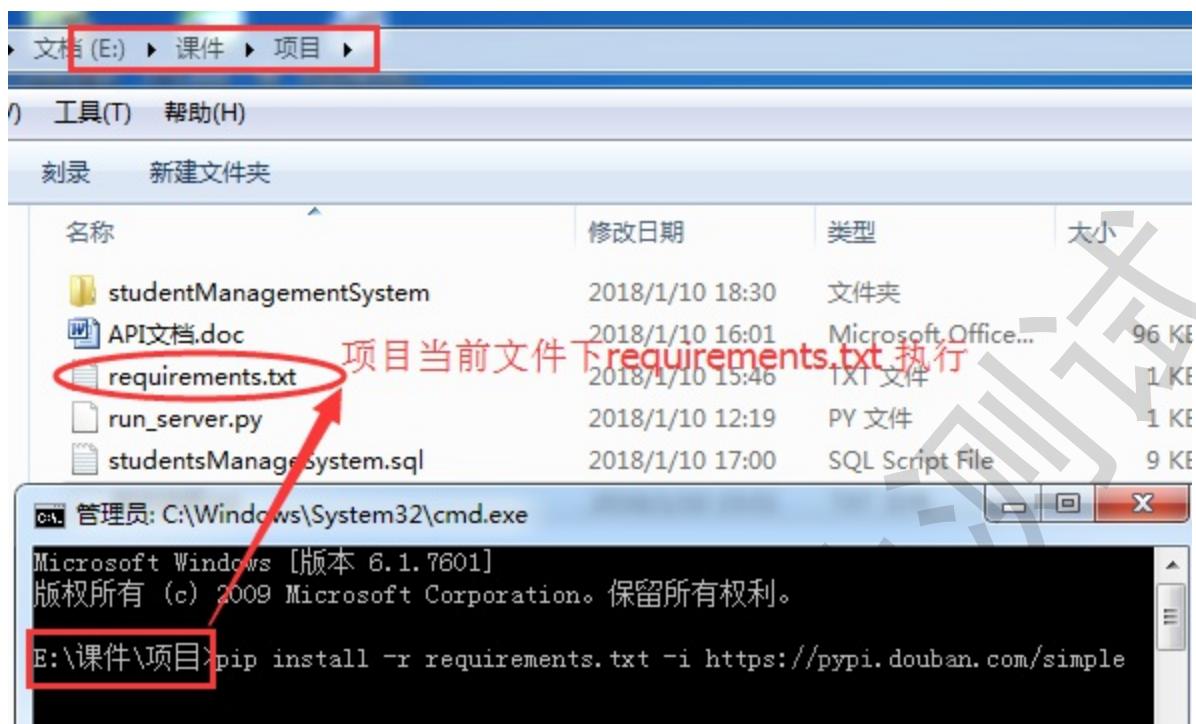 文档 (E:) 课件 项目
工具(T) 帮助(H)
刻录 新建文件夹
名称 修改日期 类型 大小
studentManagementSystem 2018/1/10 18:30 文件夹
API文档.doc 2018/1/10 16:01 Microsoft Office... 96 KB
项目当前文件下requirements.txt 执行
requirements.txt 2018/1/10 15:46 TXT 文件 1 KB
run_server.py 2018/1/10 12:19 PY 文件 1 KB
studentsManageSystem.sql 2018/1/10 17:00 SQL Script File 9 KB
管理员: C:\Windows\System32\cmd.exe
Microsoft Windows [版本 6.1.7601]
版权所有 (c) 2009 Microsoft Corporation。保留所有权利。
E:\课件\项目>pip install -r requirements.txt -i https://pypi.douban.com/simple
测试